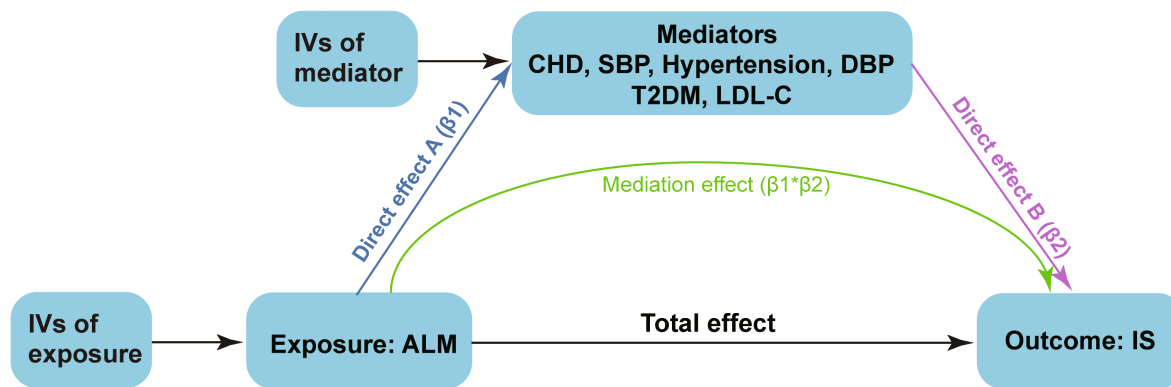 IVs of
mediator
Mediators
CHD, SBP, Hypertension, DBP
T2DM, LDL-C
Direct effect A (β1)
Direct effect B (β2)
Mediation effect (β1*β2)
IVs of
exposure
Exposure: ALM
Total effect
Outcome: IS